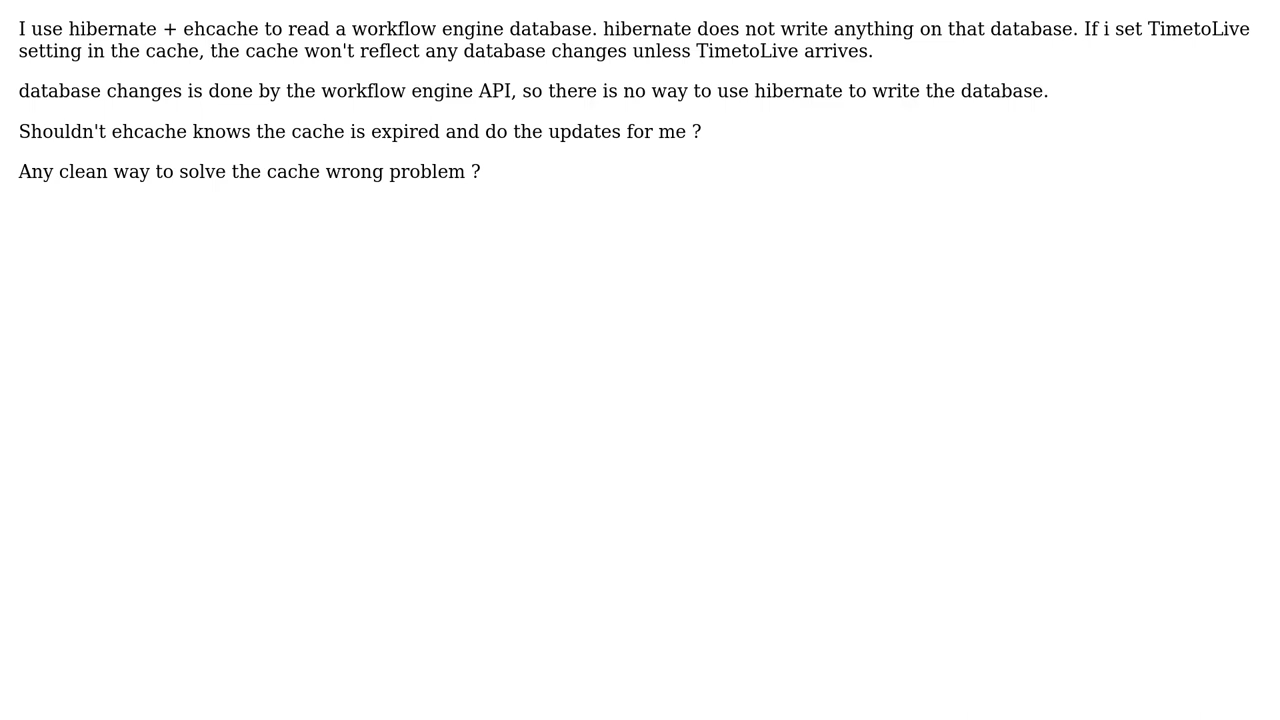 I use hibernate + ehcache to read a workflow engine database. hibernate does not write anything on that database. If i set TimetoLive
setting in the cache, the cache won't reflect any database changes unless TimetoLive arrives.
database changes is done by the workflow engine API, so there is no way to use hibernate to write the database.
Shouldn't ehcache knows the cache is expired and do the updates for me ?
Any clean way to solve the cache wrong problem ?